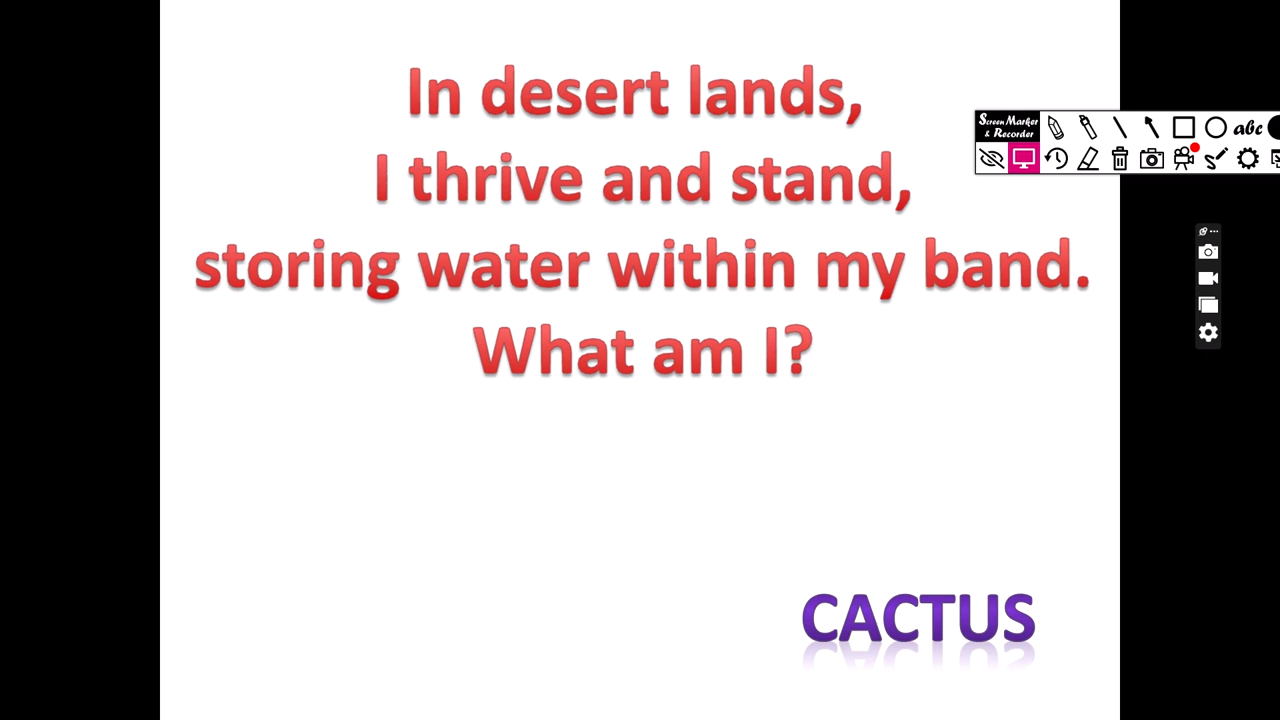 In desert lands,
I thrive and stand,
storing water within my band.
What am I?
CACTUS
Screen Marker
& Recorder
abc